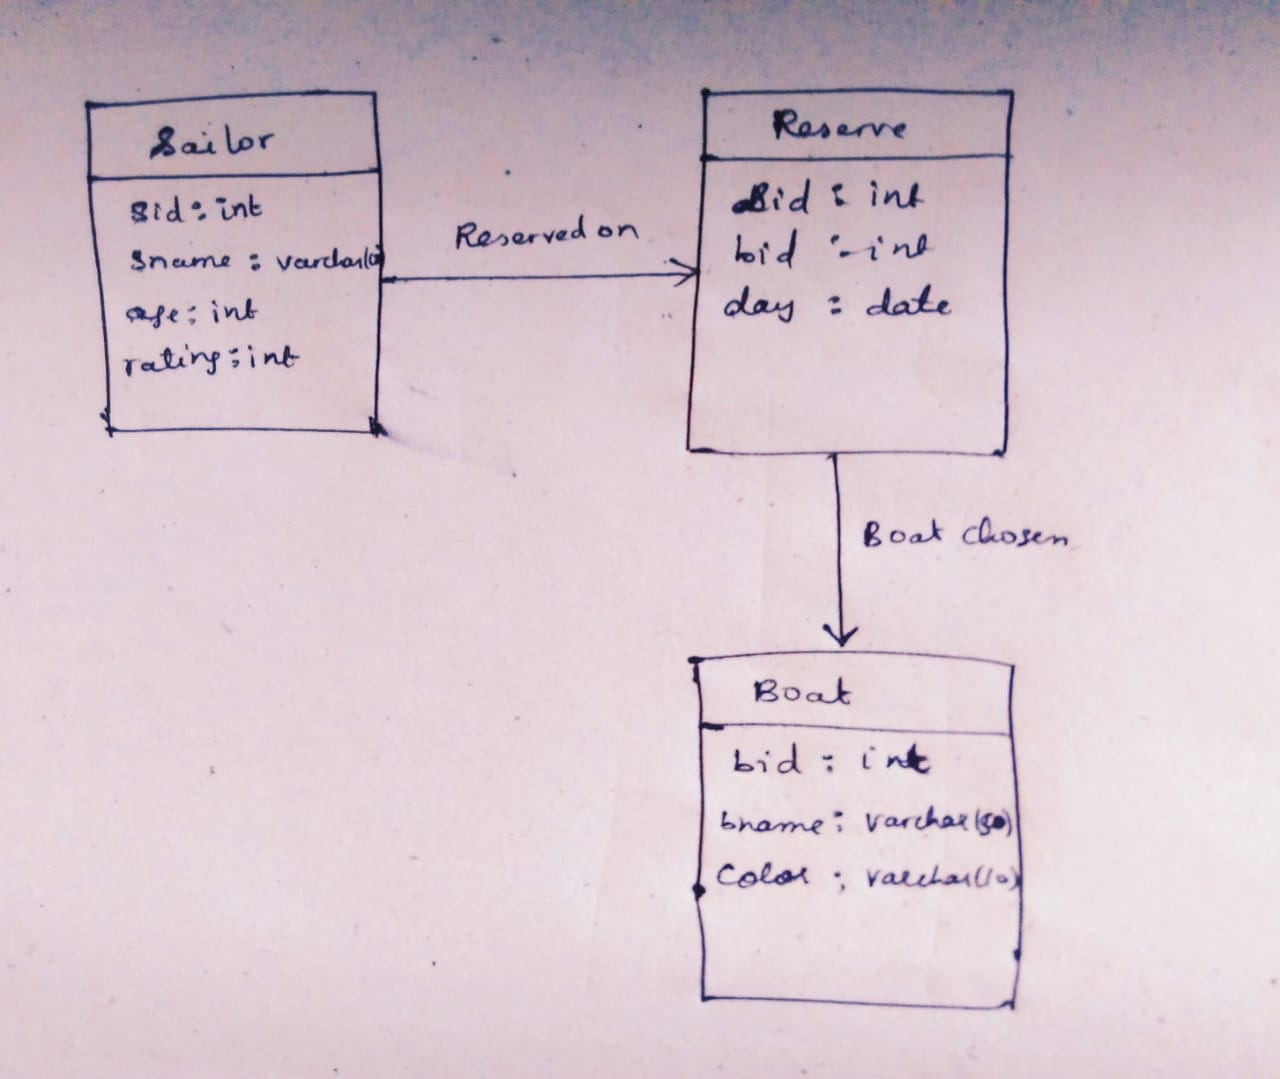 Sailor
sid : int
Sname : varchar(
age : int
rating : int
Reserved on
Reserve
Sid : int
bid : int
day : date
Boat chosen
Boat
bid : int
bname : varchar(50)
Color : varchar(10)